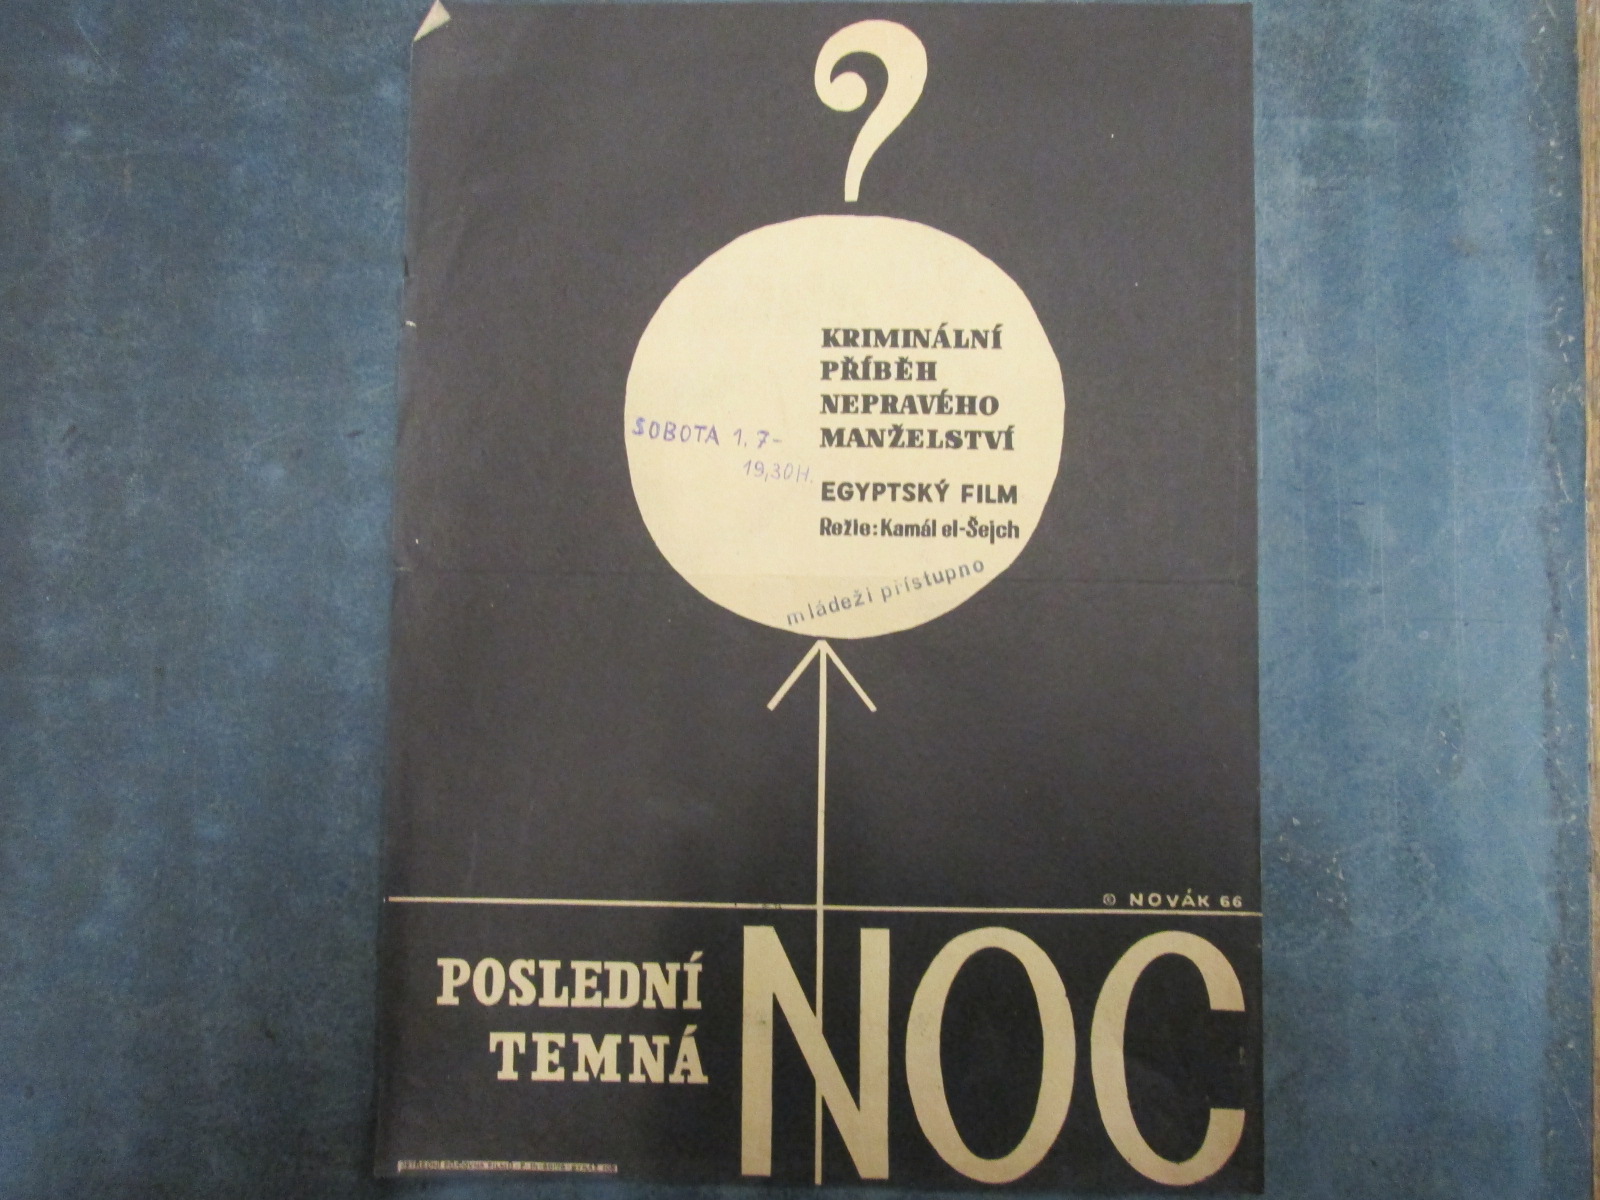 ?
KRIMINÁLNÍ
PŘÍBĚH
NEPRAVÉHO
MANŽELSTVÍ
SOBOTA 1. 7-
19,30H.
EGYPTSKÝ FILM
Režie: Kamál el-Šejch
mládeži přístupno
© NOVÁK 66
POSLEDNÍ
TEMNÁ
NOC